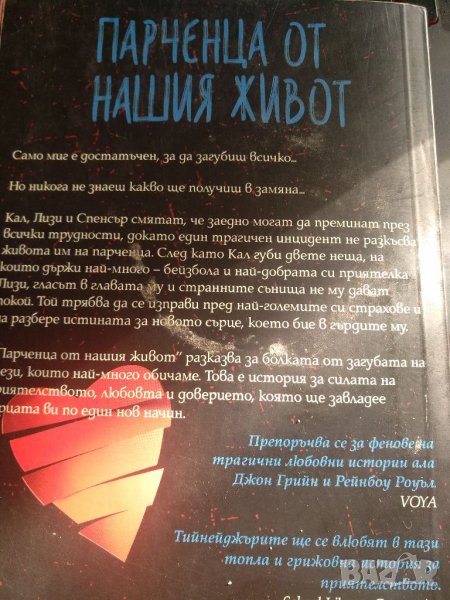 ПАРЧЕНЦА ОТ
НАШИЯ ЖИВОТ
Само миг е достатъчен, за да загубиш всичко...
Но никога не знаеш какво ще получиш в замяна...
Кал, Лизи и Спенсър смятат, че заедно могат да преминат през
всички трудности, докато един трагичен инцидент не разкъсва
живота им на парченца. След като Кал губи двете неща, на
които държи най-много – бейзбола и най-добрата си приятелка
Лизи, гласът в главата му и странните сънища не му дават
покой. Той трябва да се изправи пред най-големите си страхове и
да разбере истината за новото сърце, което бие в гърдите му.
Парченца от нашия живот" разказва за болката от загубата на
тези, които най-много обичаме. Това е история за силата на
приятелството, любовта и доверието, която ще завладее
сърцата ви по един нов начин.
Препоръчва се за феновe на
трагични любовни истории ала
Джон Грийн и Рейнбоу Роуъл.
VOYA
Тийнейджърите ще се влюбят в тази
топла и грижовна история за
приятелството.